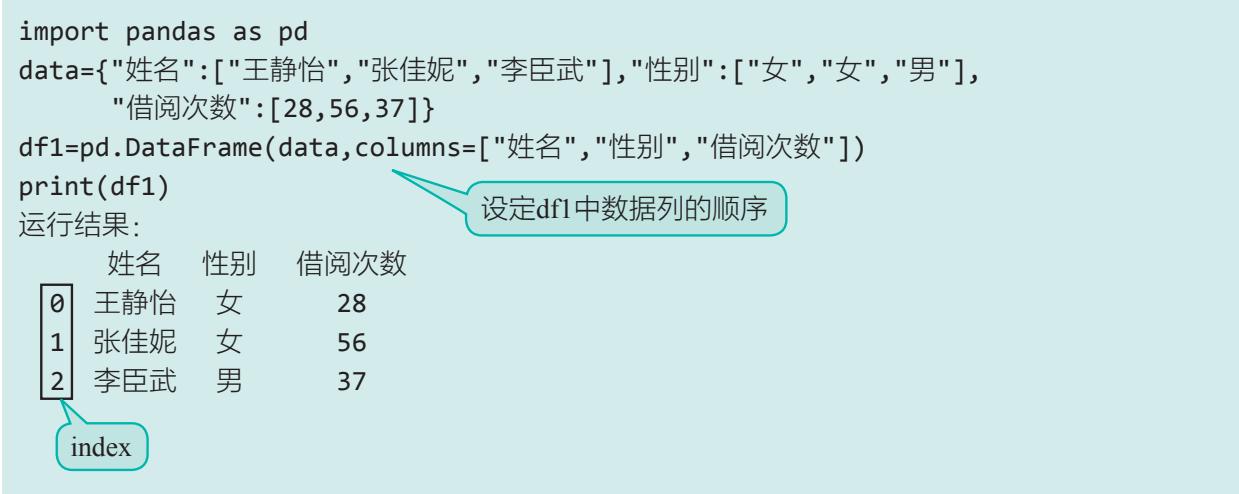 import pandas as pd
data={"姓名":["王静怡","张佳妮","李臣武"],"性别":["女","女","男"],
"借阅次数":[28,56,37]}
df1=pd.DataFrame(data,columns=["姓名","性别","借阅次数"])
print(df1)
设定df1中数据列的顺序
运行结果：
姓名 性别 借阅次数
0 王静怡 女 28
1 张佳妮 女 56
2 李臣武 男 37
index